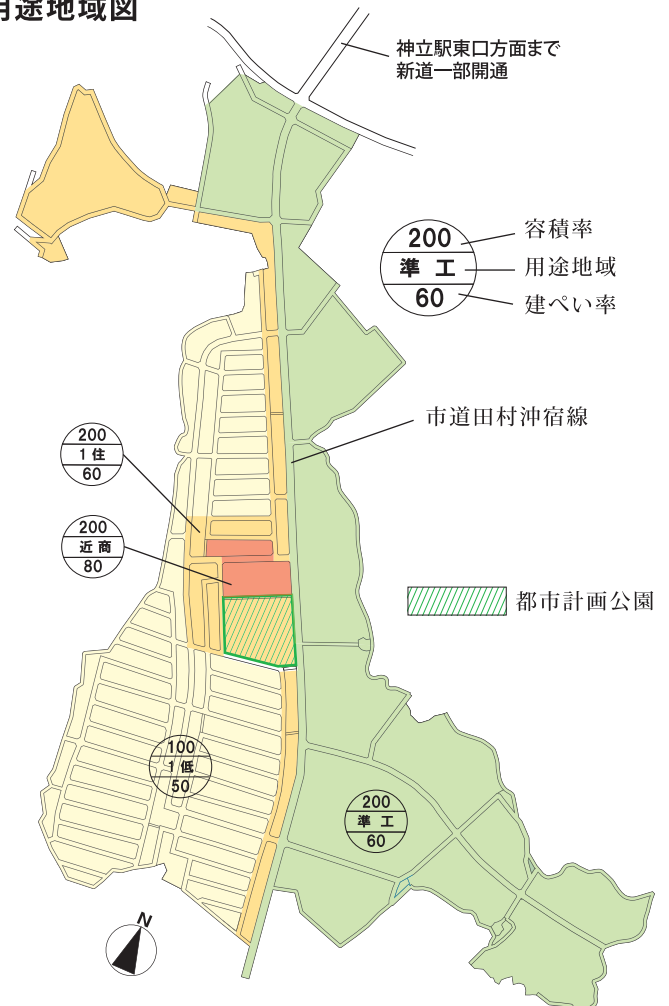 用途地域図
神立駅東口方面まで
新道一部開通
200
準 工
60
容積率
用途地域
建ぺい率
市道田村沖宿線
200
1 住
60
200
近 商
80
都市計画公園
100
1 低
50
200
準 工
60
N